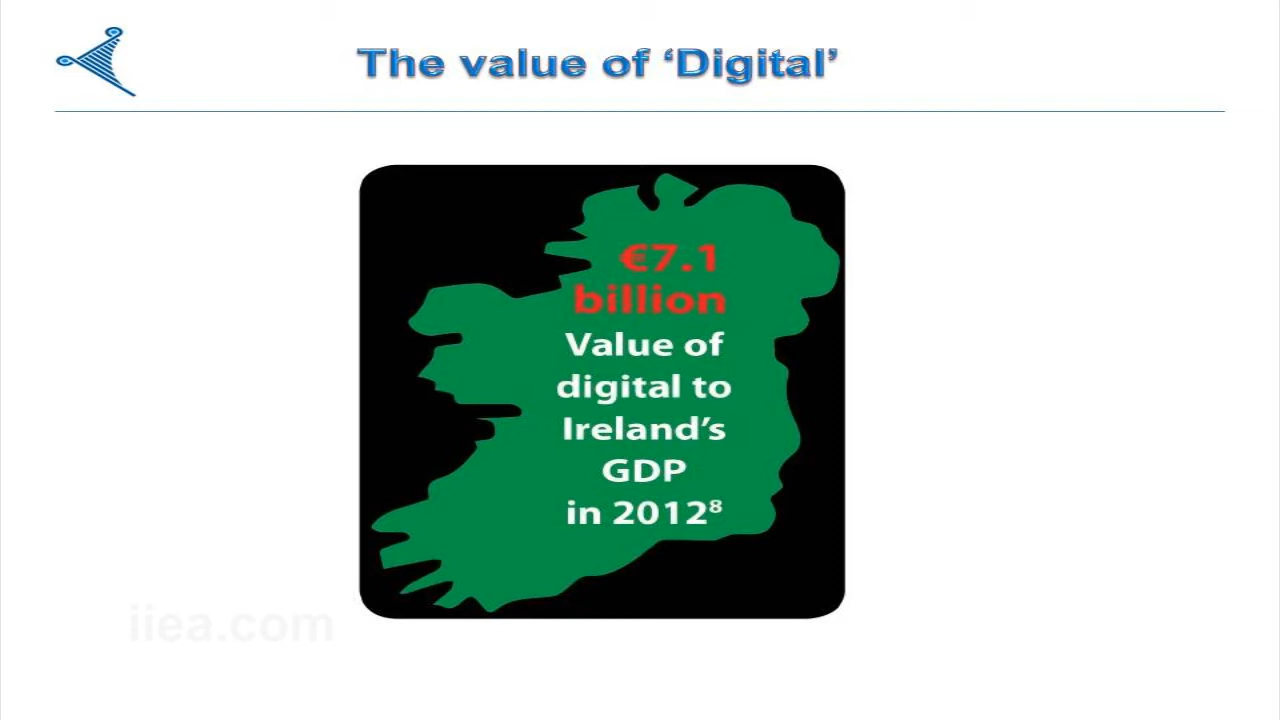 The value of ‘Digital’
€7.1
billion
Value of
digital to
Ireland’s
GDP
in 2012⁸
iiea.com